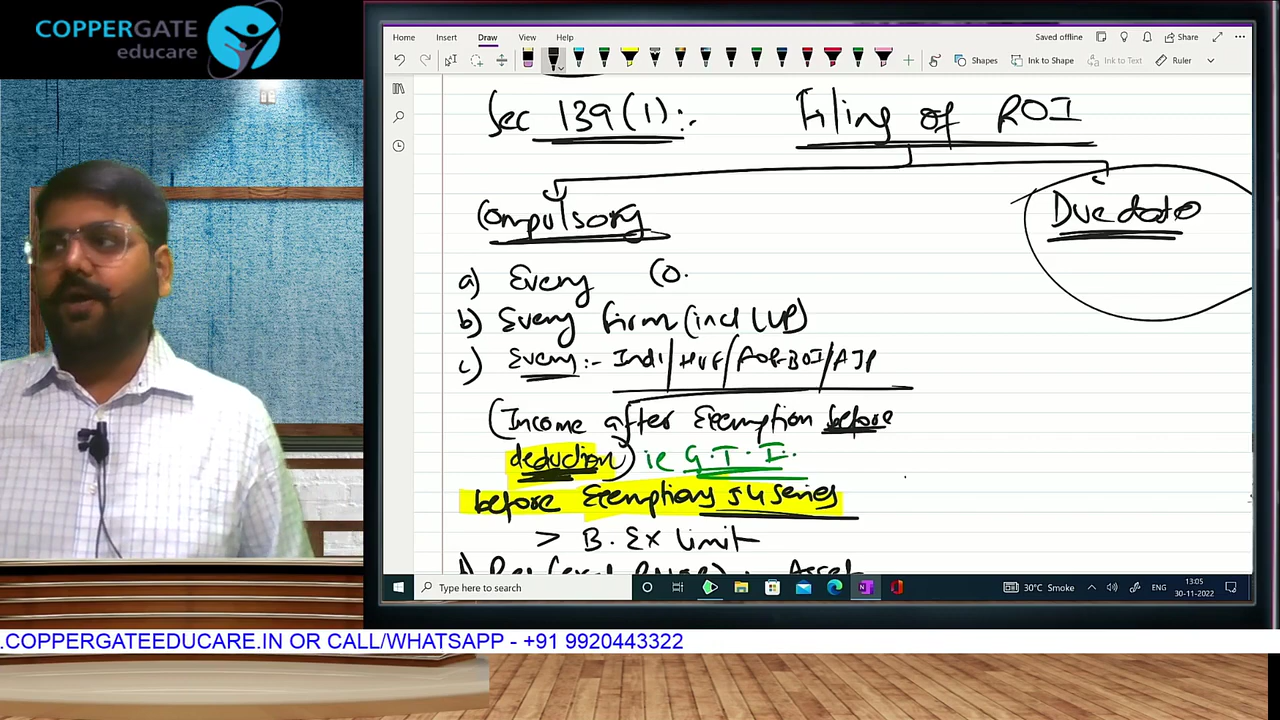 COPPERGATE
educare
Home Insert Draw View Help
Saved offline
Share
Shapes
Ink to Shape
Ink to Text
Ruler
Sec 139(1):-
Filing of ROI
Compulsory
Due date
a) Every Co.
b) Every firm (incl LLP)
c) Every :- Indi/HUF/AOP-BOI/AJP
(Income after Exemption before
deduction) ie G.T.I.
before Exemptions 54 series
> B. Ex limit
Asset
Type here to search
30°C Smoke
ENG
13:05
30-11-2022
.COPPERGATEEDUCARE.IN OR CALL/WHATSAPP - +91 9920443322